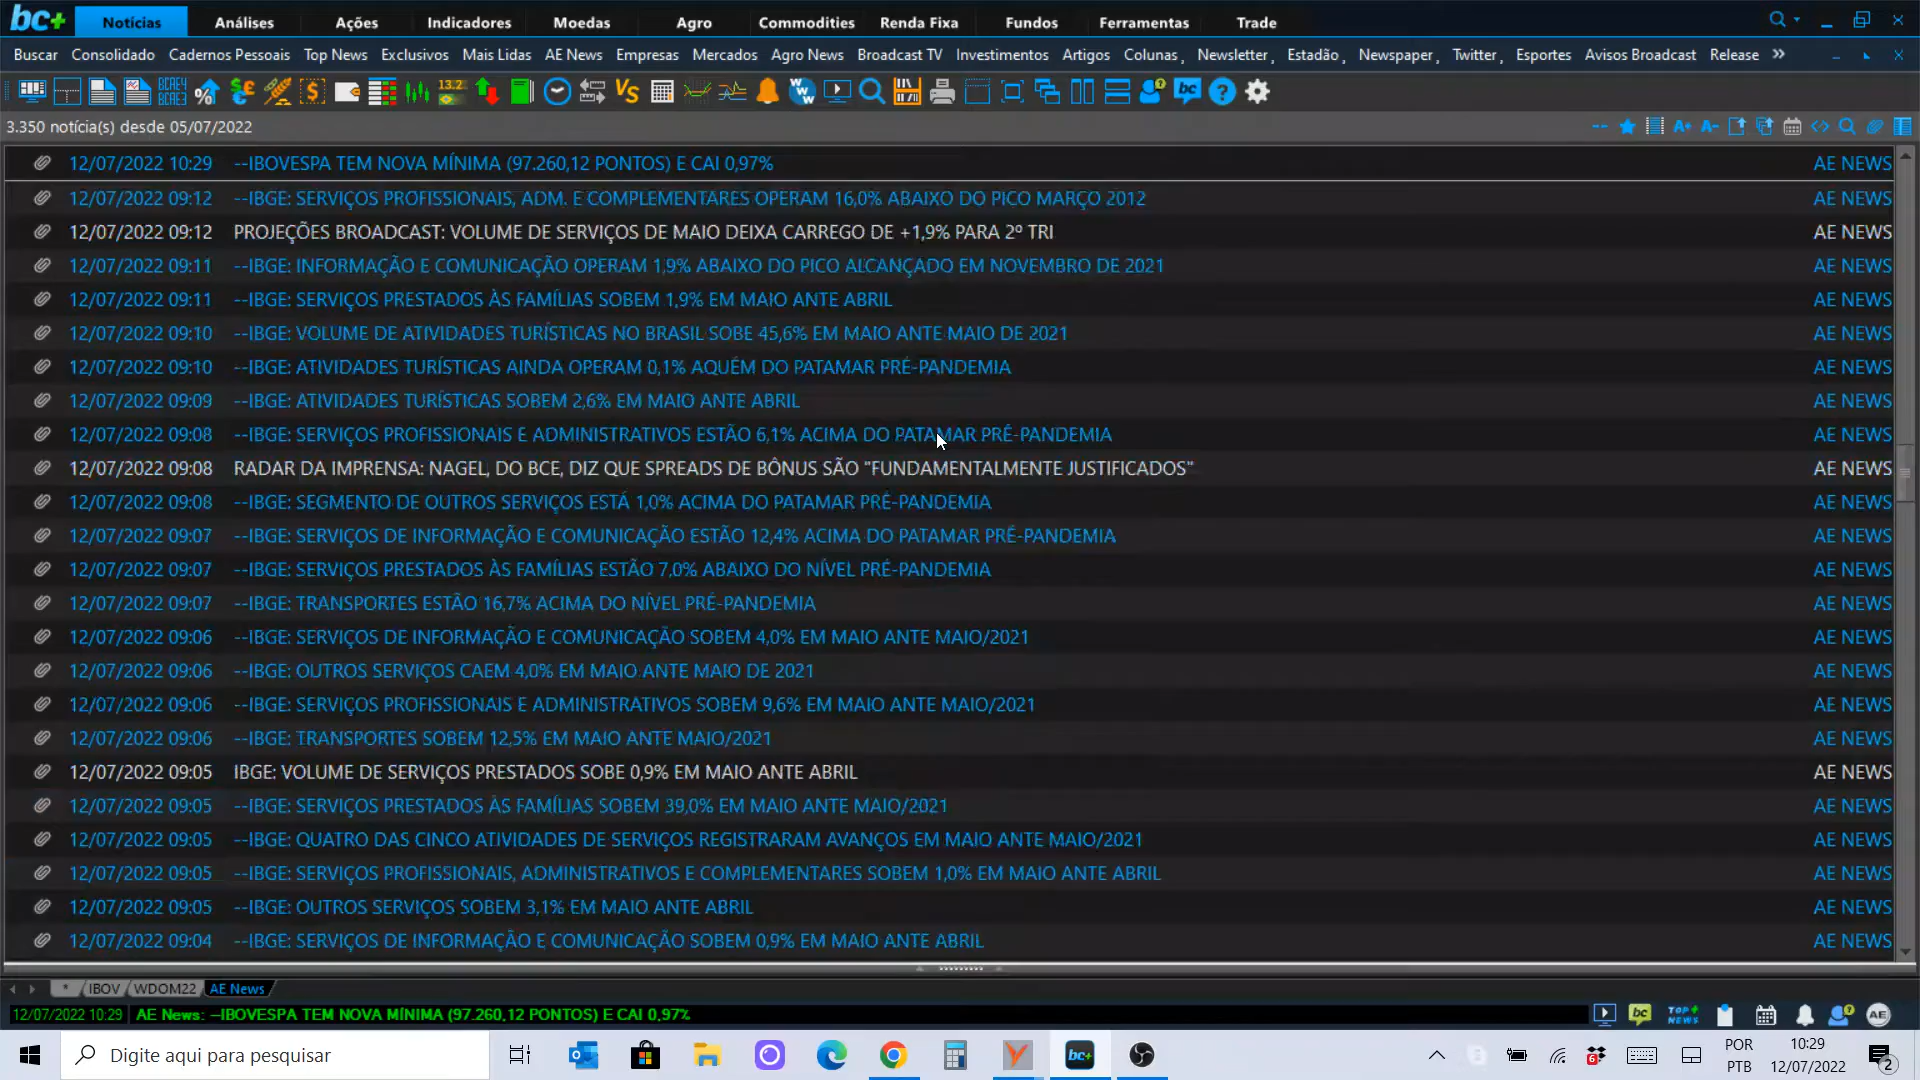 bc+ Notícias Análises Ações Indicadores Moedas Agro Commodities Renda Fixa Fundos Ferramentas Trade
Buscar Consolidado Cadernos Pessoais Top News Exclusivos Mais Lidas AE News Empresas Mercados Agro News Broadcast TV Investimentos Artigos Colunas Newsletter Estadão Newspaper Twitter Esportes Avisos Broadcast Release »
3.350 notícia(s) desde 05/07/2022
12/07/2022 10:29 --IBOVESPA TEM NOVA MÍNIMA (97.260,12 PONTOS) E CAI 0,97% AE NEWS
12/07/2022 09:12 --IBGE: SERVIÇOS PROFISSIONAIS, ADM. E COMPLEMENTARES OPERAM 16,0% ABAIXO DO PICO MARÇO 2012 AE NEWS
12/07/2022 09:12 PROJEÇÕES BROADCAST: VOLUME DE SERVIÇOS DE MAIO DEIXA CARREGO DE +1,9% PARA 2º TRI AE NEWS
12/07/2022 09:11 --IBGE: INFORMAÇÃO E COMUNICAÇÃO OPERAM 1,9% ABAIXO DO PICO ALCANÇADO EM NOVEMBRO DE 2021 AE NEWS
12/07/2022 09:11 --IBGE: SERVIÇOS PRESTADOS ÀS FAMÍLIAS SOBEM 1,9% EM MAIO ANTE ABRIL AE NEWS
12/07/2022 09:10 --IBGE: VOLUME DE ATIVIDADES TURÍSTICAS NO BRASIL SOBE 45,6% EM MAIO ANTE MAIO DE 2021 AE NEWS
12/07/2022 09:10 --IBGE: ATIVIDADES TURÍSTICAS AINDA OPERAM 0,1% AQUÉM DO PATAMAR PRÉ-PANDEMIA AE NEWS
12/07/2022 09:09 --IBGE: ATIVIDADES TURÍSTICAS SOBEM 2,6% EM MAIO ANTE ABRIL AE NEWS
12/07/2022 09:08 --IBGE: SERVIÇOS PROFISSIONAIS E ADMINISTRATIVOS ESTÃO 6,1% ACIMA DO PATAMAR PRÉ-PANDEMIA AE NEWS
12/07/2022 09:08 RADAR DA IMPRENSA: NAGEL, DO BCE, DIZ QUE SPREADS DE BÔNUS SÃO "FUNDAMENTALMENTE JUSTIFICADOS" AE NEWS
12/07/2022 09:08 --IBGE: SEGMENTO DE OUTROS SERVIÇOS ESTÁ 1,0% ACIMA DO PATAMAR PRÉ-PANDEMIA AE NEWS
12/07/2022 09:07 --IBGE: SERVIÇOS DE INFORMAÇÃO E COMUNICAÇÃO ESTÃO 12,4% ACIMA DO PATAMAR PRÉ-PANDEMIA AE NEWS
12/07/2022 09:07 --IBGE: SERVIÇOS PRESTADOS ÀS FAMÍLIAS ESTÃO 7,0% ABAIXO DO NÍVEL PRÉ-PANDEMIA AE NEWS
12/07/2022 09:07 --IBGE: TRANSPORTES ESTÃO 16,7% ACIMA DO NÍVEL PRÉ-PANDEMIA AE NEWS
12/07/2022 09:06 --IBGE: SERVIÇOS DE INFORMAÇÃO E COMUNICAÇÃO SOBEM 4,0% EM MAIO ANTE MAIO/2021 AE NEWS
12/07/2022 09:06 --IBGE: OUTROS SERVIÇOS CAEM 4,0% EM MAIO ANTE MAIO DE 2021 AE NEWS
12/07/2022 09:06 --IBGE: SERVIÇOS PROFISSIONAIS E ADMINISTRATIVOS SOBEM 9,6% EM MAIO ANTE MAIO/2021 AE NEWS
12/07/2022 09:06 --IBGE: TRANSPORTES SOBEM 12,5% EM MAIO ANTE MAIO/2021 AE NEWS
12/07/2022 09:05 IBGE: VOLUME DE SERVIÇOS PRESTADOS SOBE 0,9% EM MAIO ANTE ABRIL AE NEWS
12/07/2022 09:05 --IBGE: SERVIÇOS PRESTADOS ÀS FAMÍLIAS SOBEM 39,0% EM MAIO ANTE MAIO/2021 AE NEWS
12/07/2022 09:05 --IBGE: QUATRO DAS CINCO ATIVIDADES DE SERVIÇOS REGISTRARAM AVANÇOS EM MAIO ANTE MAIO/2021 AE NEWS
12/07/2022 09:05 --IBGE: SERVIÇOS PROFISSIONAIS, ADMINISTRATIVOS E COMPLEMENTARES SOBEM 1,0% EM MAIO ANTE ABRIL AE NEWS
12/07/2022 09:05 --IBGE: OUTROS SERVIÇOS SOBEM 3,1% EM MAIO ANTE ABRIL AE NEWS
12/07/2022 09:04 --IBGE: SERVIÇOS DE INFORMAÇÃO E COMUNICAÇÃO SOBEM 0,9% EM MAIO ANTE ABRIL AE NEWS
* IBOV WDOM22 AE News
12/07/2022 10:29 AE News: --IBOVESPA TEM NOVA MÍNIMA (97.260,12 PONTOS) E CAI 0,97% bc TOP NEWS AE
Digite aqui para pesquisar bc+ POR 10:29
PTB 12/07/2022 2